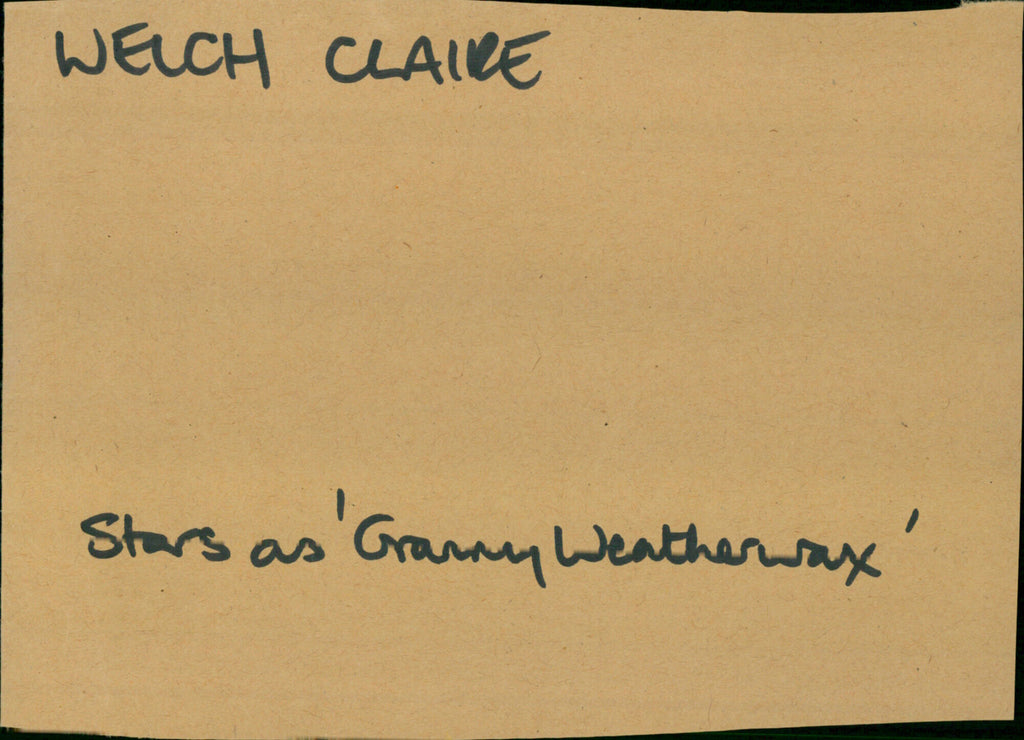 WELCH CLAIRE
Stars as 'Granny Weatherwax'